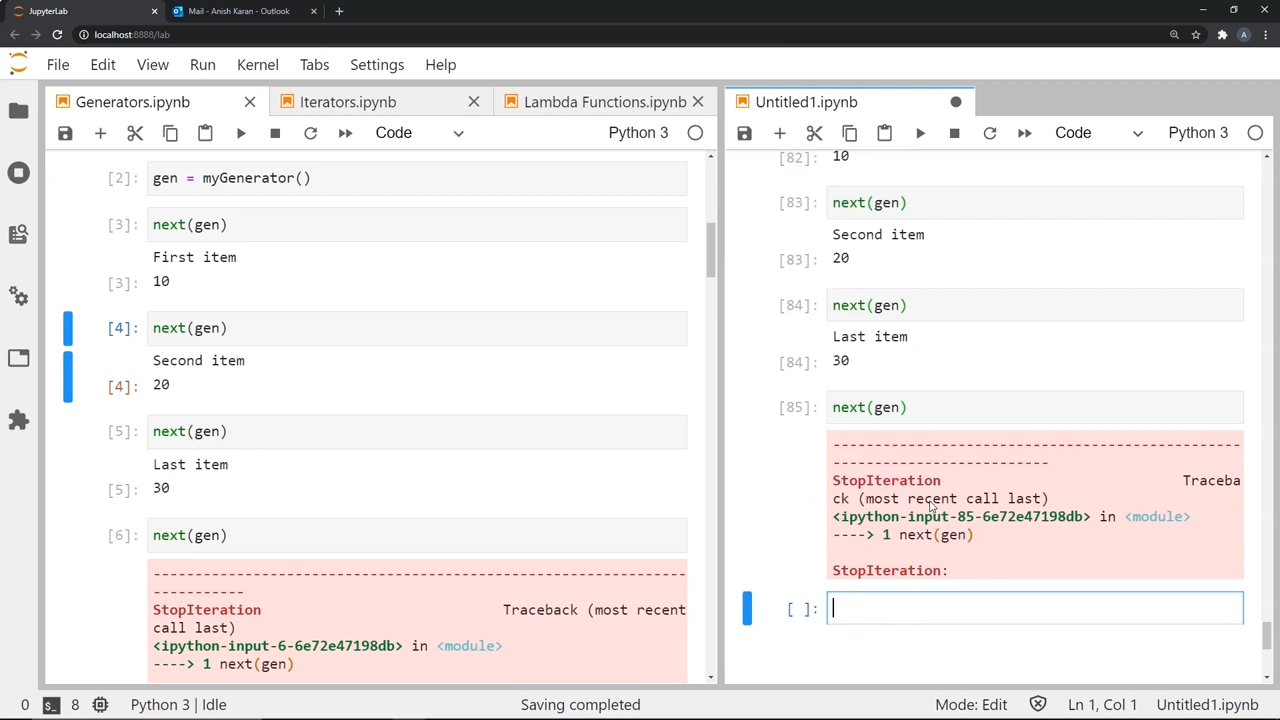 JupyterLab
Mail - Anish Karan - Outlook
localhost:8888/lab
A
File Edit View Run Kernel Tabs Settings Help
Generators.ipynb
Iterators.ipynb
Lambda Functions.ipynb
Code
Python 3
[2]: gen = myGenerator()
[3]: next(gen)
First item
[3]: 10
[4]: next(gen)
Second item
[4]: 20
[5]: next(gen)
Last item
[5]: 30
[6]: next(gen)
---------------------------------------------------------------------------
StopIteration Traceback (most recent
call last)
<ipython-input-6-6e72e47198db> in <module>
----> 1 next(gen)
Untitled1.ipynb
Code
Python 3
[82]: 10
[83]: next(gen)
Second item
[83]: 20
[84]: next(gen)
Last item
[84]: 30
[85]: next(gen)
---------------------------------------------------------------------------
StopIteration Traceba
ck (most recent call last)
<ipython-input-85-6e72e47198db> in <module>
----> 1 next(gen)
StopIteration:
[ ]:
0 8 Python 3 | Idle Saving completed Mode: Edit Ln 1, Col 1 Untitled1.ipynb